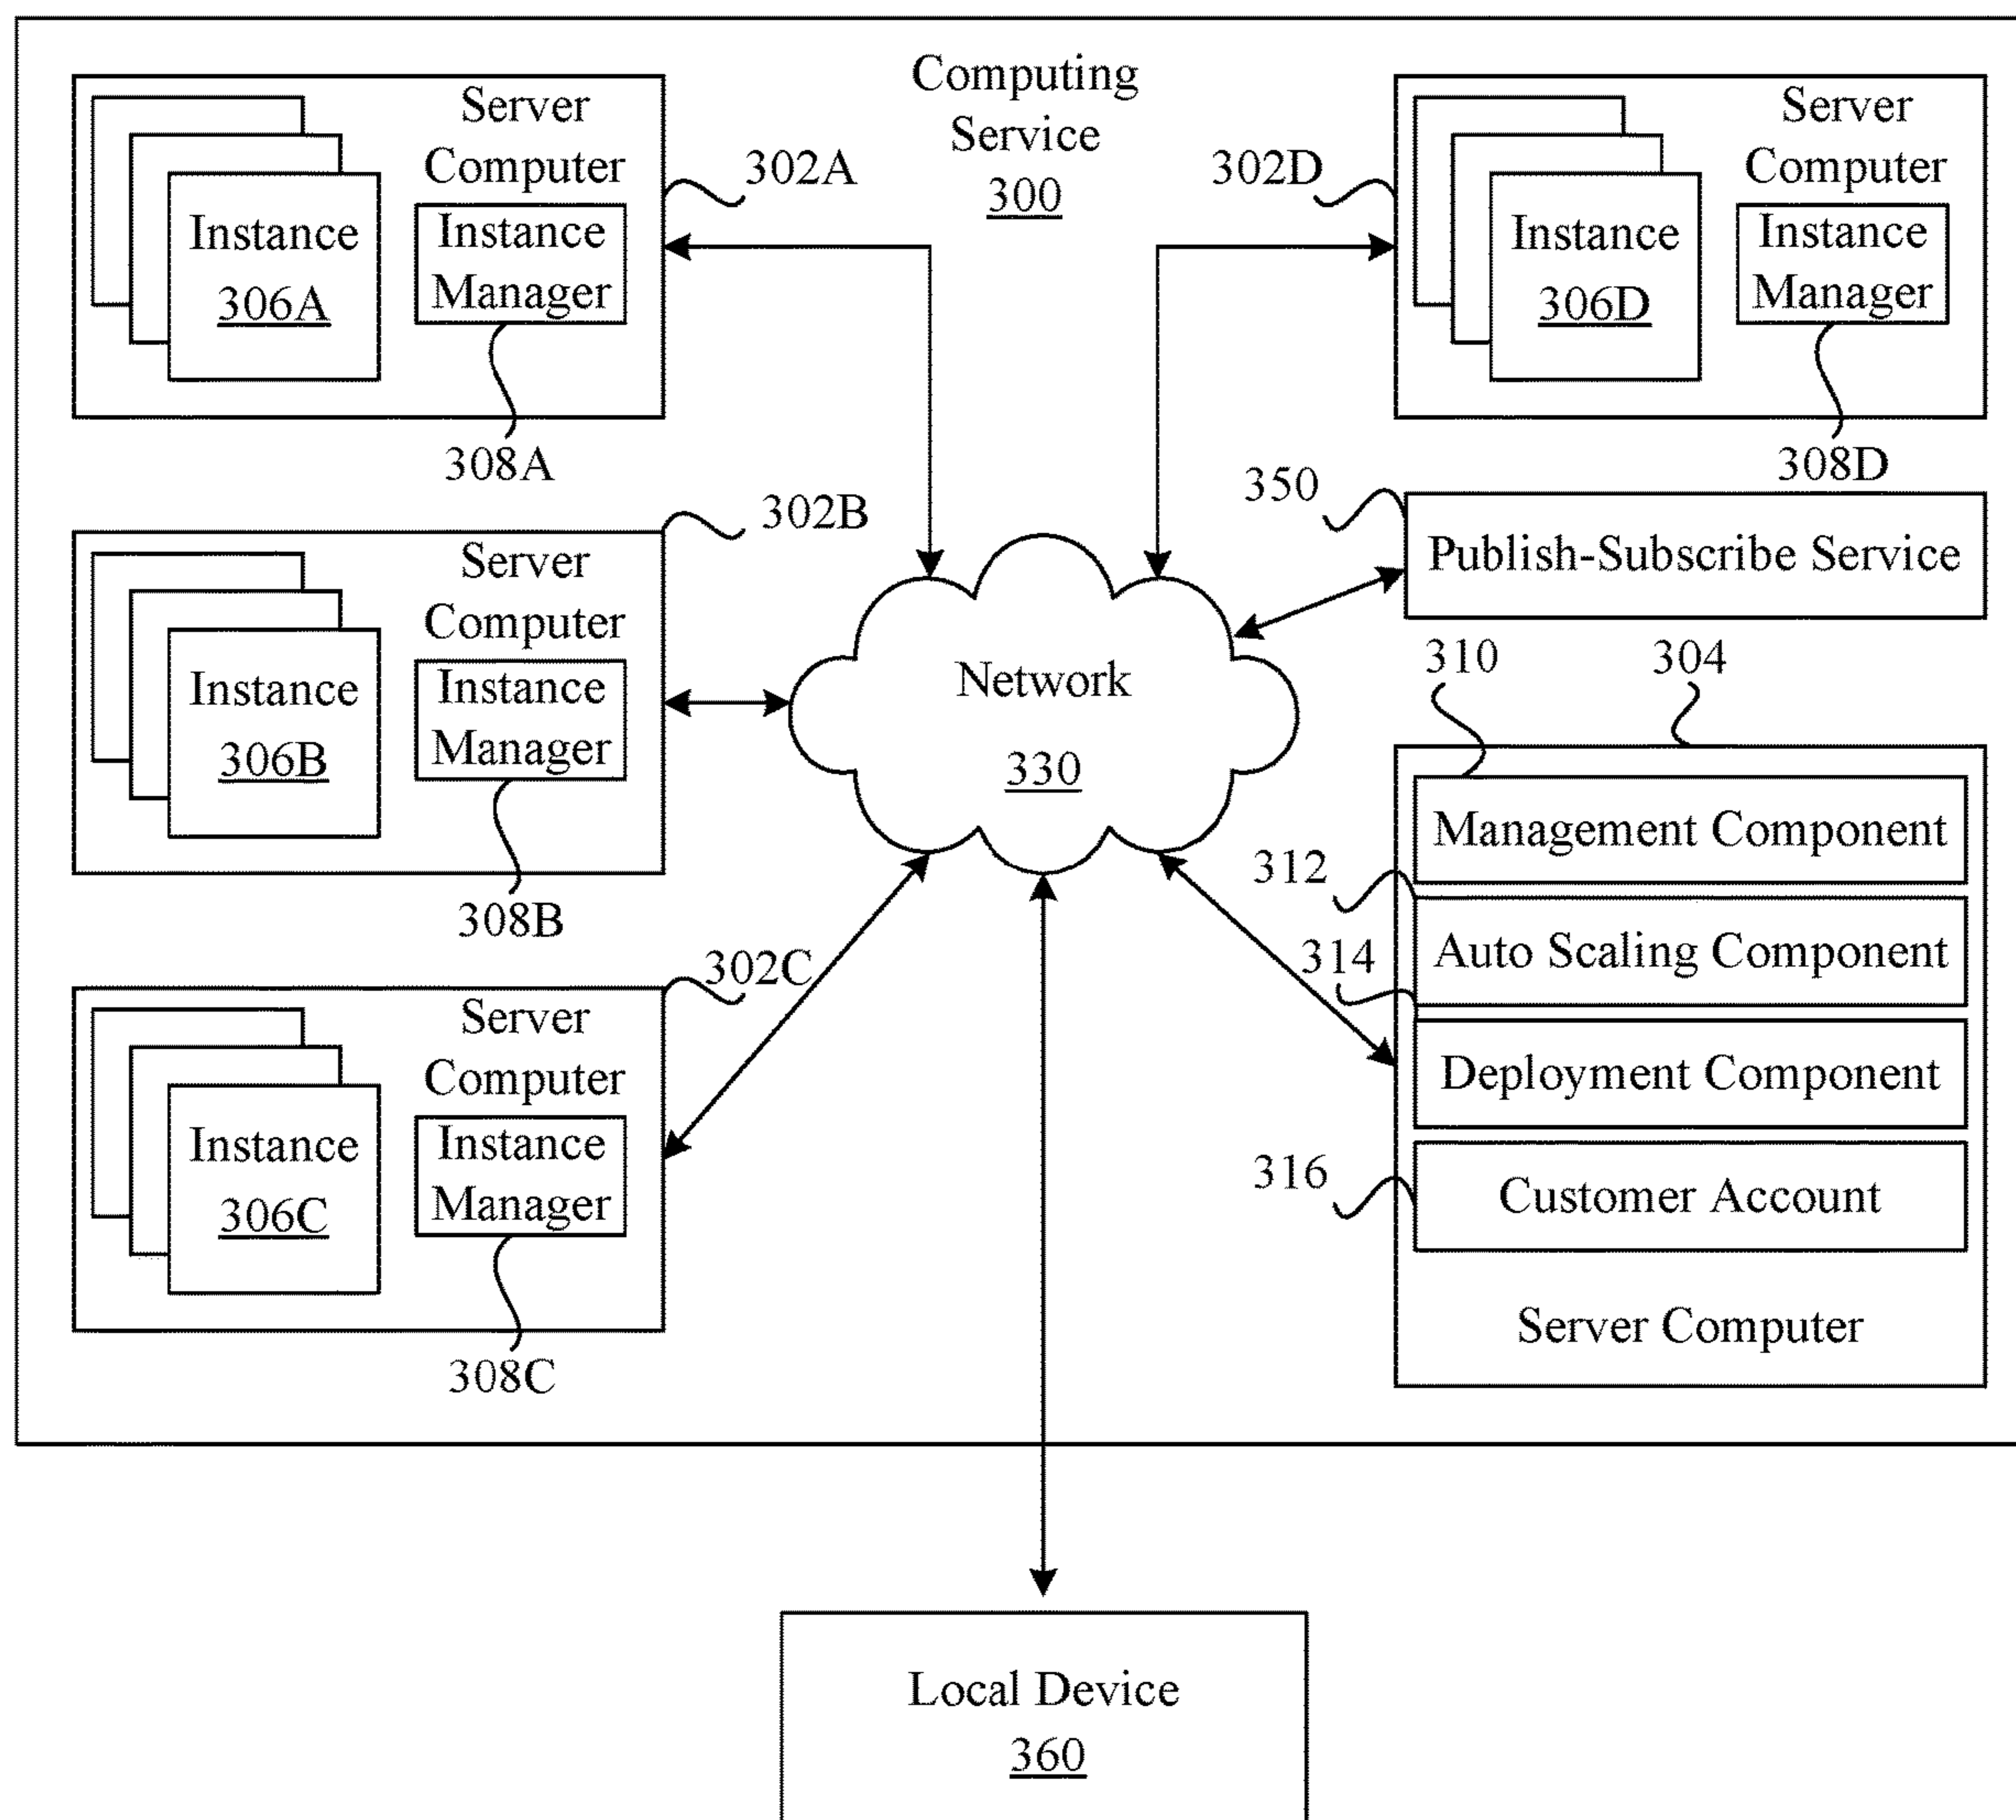 Computing
Service
300
Server
Computer
302A
Instance
306A
Instance
Manager
308A
302D
Server
Computer
Instance
306D
Instance
Manager
308D
302B
Server
Computer
Instance
306B
Instance
Manager
308B
350
Publish-Subscribe Service
Network
330
310
304
Management Component
312
Auto Scaling Component
314
Deployment Component
316
Customer Account
Server Computer
302C
Server
Computer
Instance
306C
Instance
Manager
308C
Local Device
360